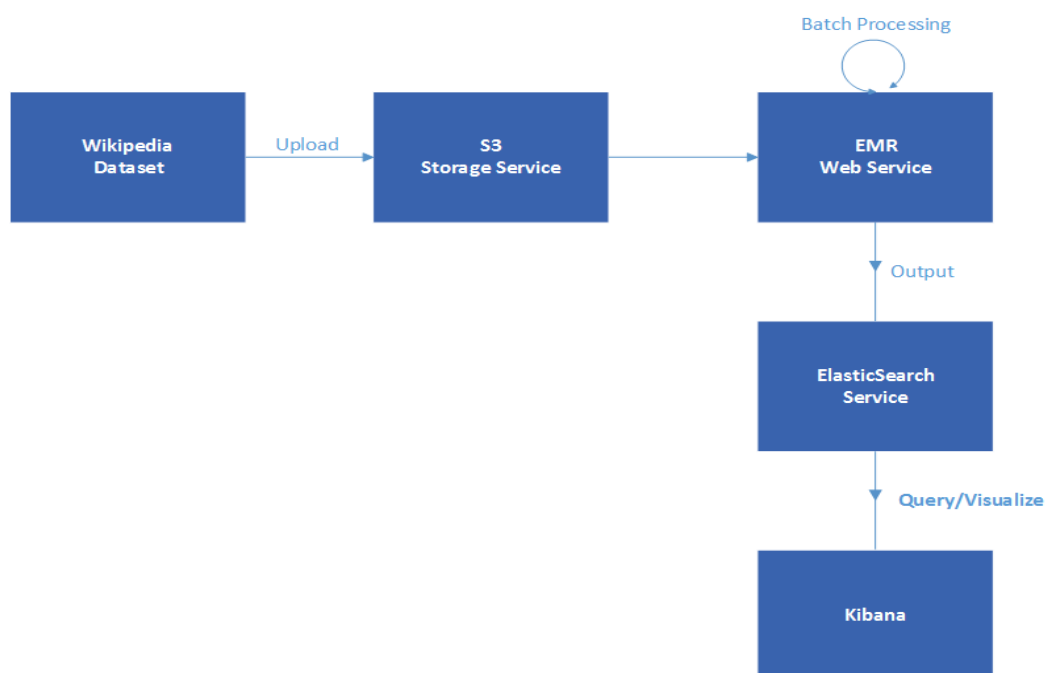 Batch Processing
Wikipedia
Dataset
Upload
S3
Storage Service
EMR
Web Service
Output
ElasticSearch
Service
Query/Visualize
Kibana